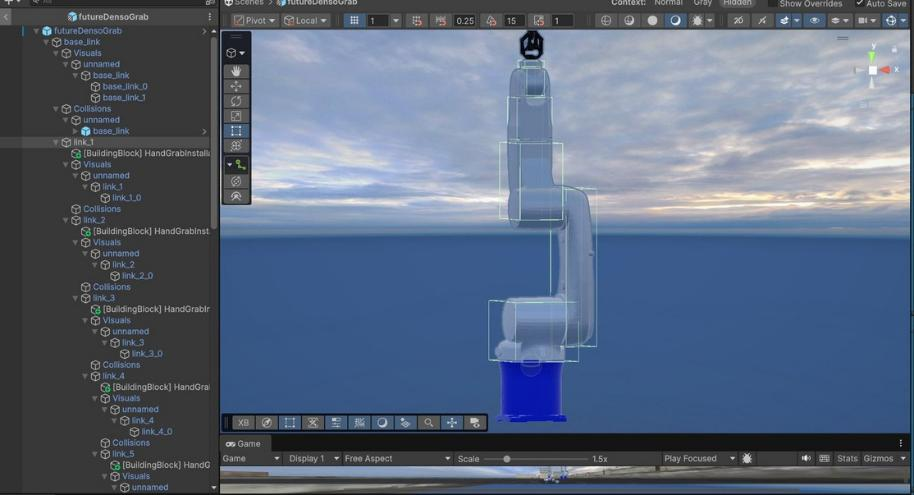 Scenes
futureDensoGrab
Context:
Normal
Gray
Hidden
Show Overrides
Auto Save
futureDensoGrab
Pivot
Local
1
0.25
15
1
futureDensoGrab
base_link
Visuals
unnamed
base_link
base_link_0
base_link_1
Collisions
unnamed
base_link
link_1
[BuildingBlock] HandGrabInstall
Visuals
unnamed
link_1
link_1_0
Collisions
link_2
[BuildingBlock] HandGrabInst
Visuals
unnamed
link_2
link_2_0
Collisions
link_3
[BuildingBlock] HandGrabIn
Visuals
unnamed
link_3
link_3_0
Collisions
link_4
[BuildingBlock] HandGrai
Visuals
unnamed
link_4
link_4_0
Collisions
link_5
[BuildingBlock] HandG
Visuals
unnamed
y
x
XB
Game
Game
Display 1
Free Aspect
Scale
1.5x
Play Focused
Stats
Gizmos